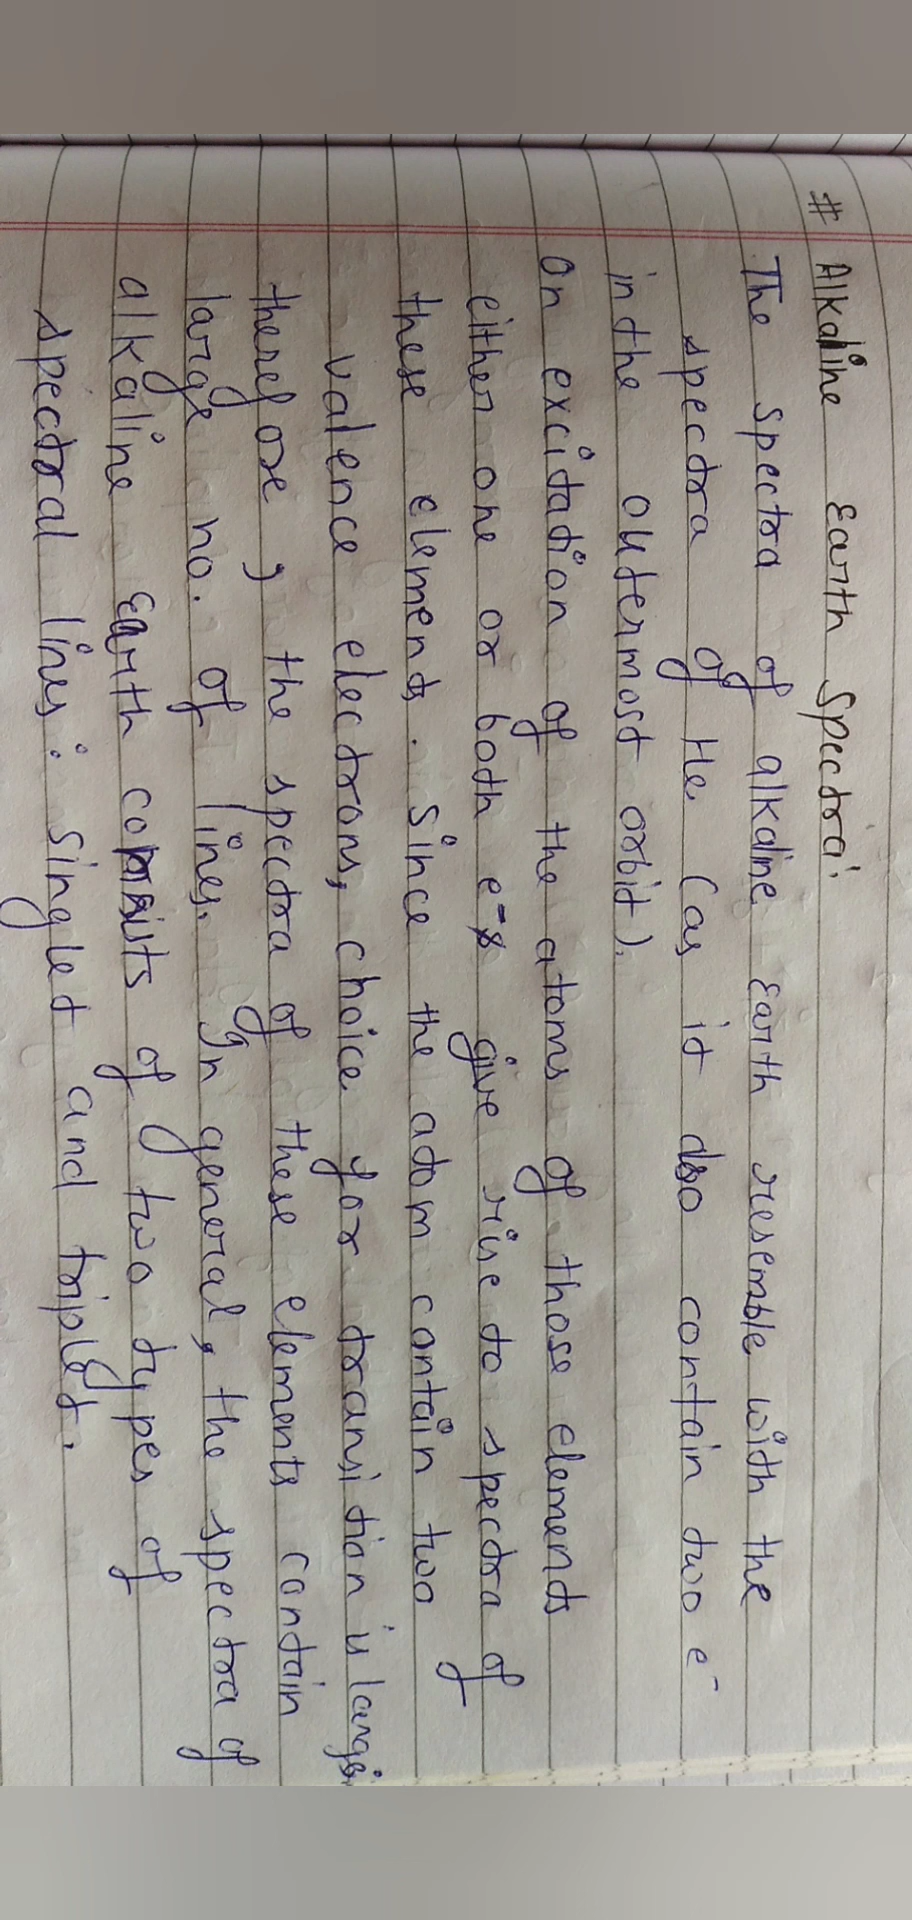 # Alkaline Earth Spectra:
The spectra of alkaline earth resemble with the
spectra of He (as it also contain two e-
in the outermost orbit).
On excitation of the atoms of those elements
either one or both e-s give rise to spectra of
these elements. Since the atom contain two
valence electrons, choice for transition is large,
therefore, the spectra of these elements contain
large no. of lines. In general, the spectra of
alkaline earth consists of two types of
spectral lines: singlet and triplet.